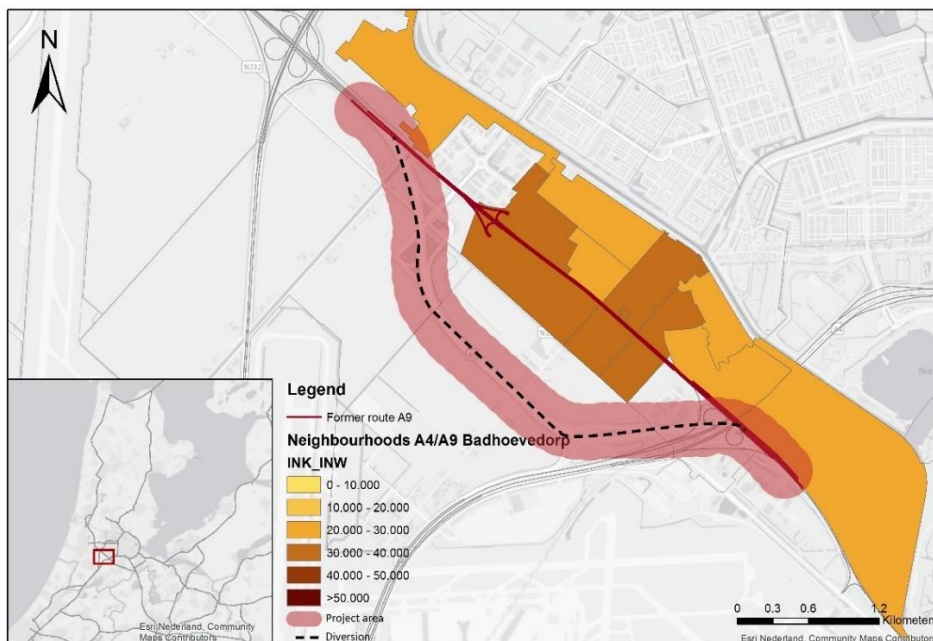 N
N232
Legend
Former route A9
Neighbourhoods A4/A9 Badhoevedorp
INK_INW
0 - 10.000
10.000 - 20.000
20.000 - 30.000
30.000 - 40.000
40.000 - 50.000
>50.000
Project area
Diversion
0 0.3 0.6 1.2
Kilometers
Esri Nederland, Community
Maps Contributors
Esri Nederland, Community Maps Contributors